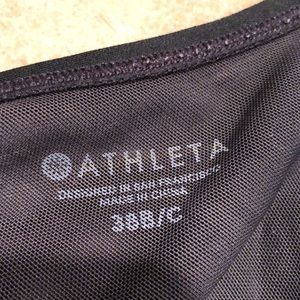 ATHLETA
DESIGNED IN SAN FRANCISCO
MADE IN CHINA
38B/C